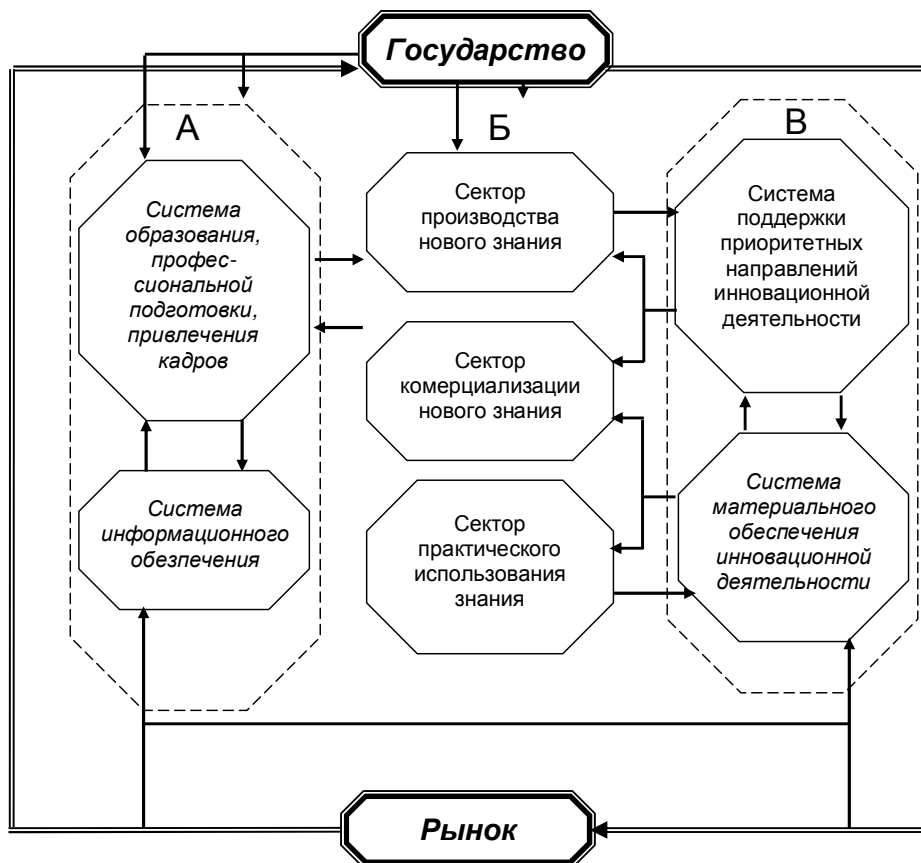 Государство
А
Система
образования,
профес-
сиональной
подготовки,
привлечения
кадров
Система
информационного
обезпечения
Б
Сектор
производства
нового знания
Сектор
комерциализации
нового знания
Сектор
практического
использования
знания
В
Система
поддержки
приоритетных
направлений
инновационной
деятельности
Система
материального
обеспечения
инновационной
деятельности
Рынок